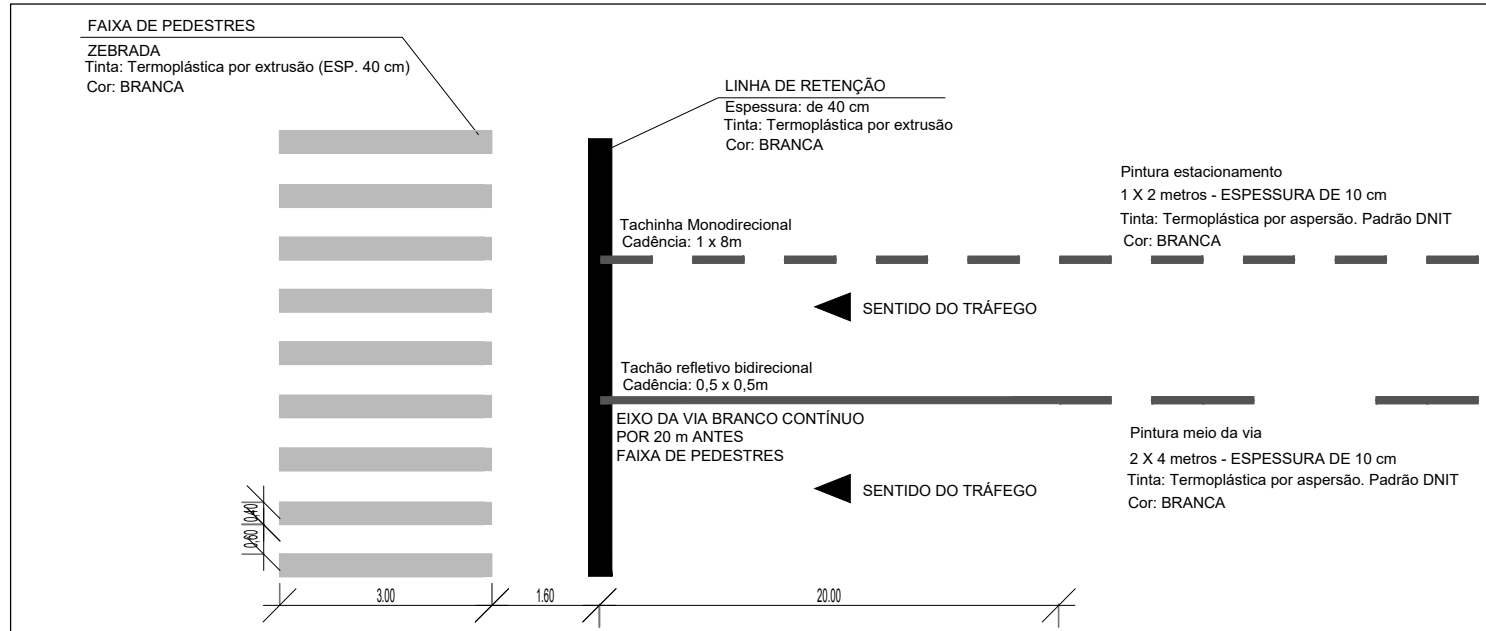 FAIXA DE PEDESTRES
ZEBRADA
Tinta: Termoplástica por extrusão (ESP. 40 cm)
Cor: BRANCA
LINHA DE RETENÇÃO
Espessura: de 40 cm
Tinta: Termoplástica por extrusão
Cor: BRANCA
Pintura estacionamento
1 X 2 metros - ESPESSURA DE 10 cm
Tinta: Termoplástica por aspersão. Padrão DNIT
Cor: BRANCA
Tachinha Monodirecional
Cadência: 1 x 8m
SENTIDO DO TRÁFEGO
Tachão refletivo bidirecional
Cadência: 0,5 x 0,5m
EIXO DA VIA BRANCO CONTÍNUO
POR 20 m ANTES
FAIXA DE PEDESTRES
Pintura meio da via
2 X 4 metros - ESPESSURA DE 10 cm
Tinta: Termoplástica por aspersão. Padrão DNIT
Cor: BRANCA
SENTIDO DO TRÁFEGO
0,40
0,60
3.00
1.60
20.00